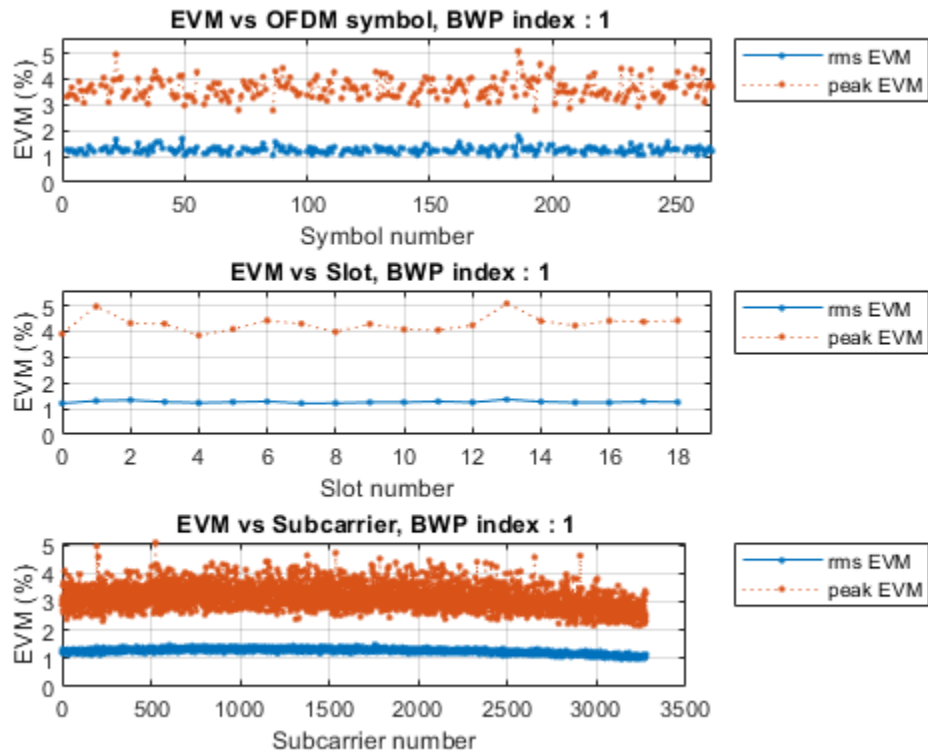 EVM vs OFDM symbol, BWP index : 1
EVM (%)
5
4
3
2
1
0
0 50 100 150 200 250
Symbol number
rms EVM
peak EVM
EVM vs Slot, BWP index : 1
EVM (%)
5
4
3
2
1
0
0 2 4 6 8 10 12 14 16 18
Slot number
rms EVM
peak EVM
EVM vs Subcarrier, BWP index : 1
EVM (%)
5
4
3
2
1
0
0 500 1000 1500 2000 2500 3000 3500
Subcarrier number
rms EVM
peak EVM